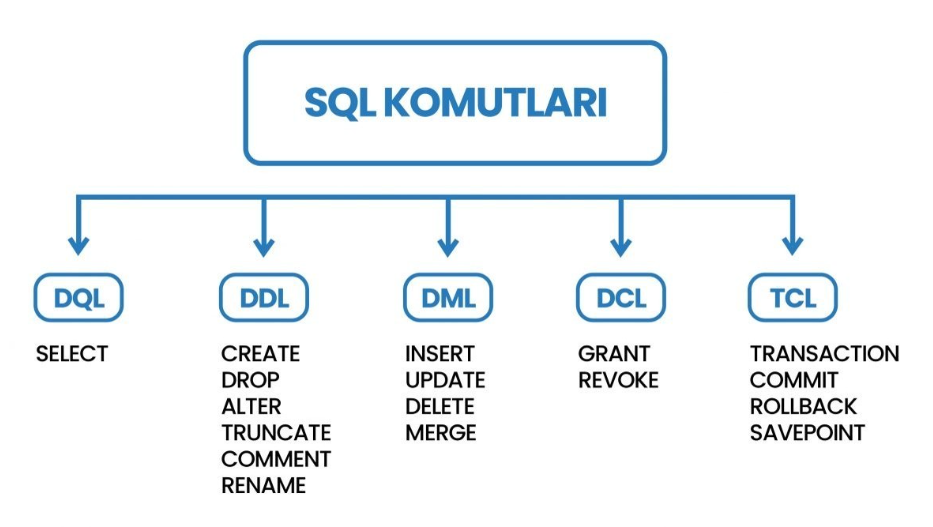 SQL KOMUTLARI
DQL
SELECT
DDL
CREATE
DROP
ALTER
TRUNCATE
COMMENT
RENAME
DML
INSERT
UPDATE
DELETE
MERGE
DCL
GRANT
REVOKE
TCL
TRANSACTION
COMMIT
ROLLBACK
SAVEPOINT